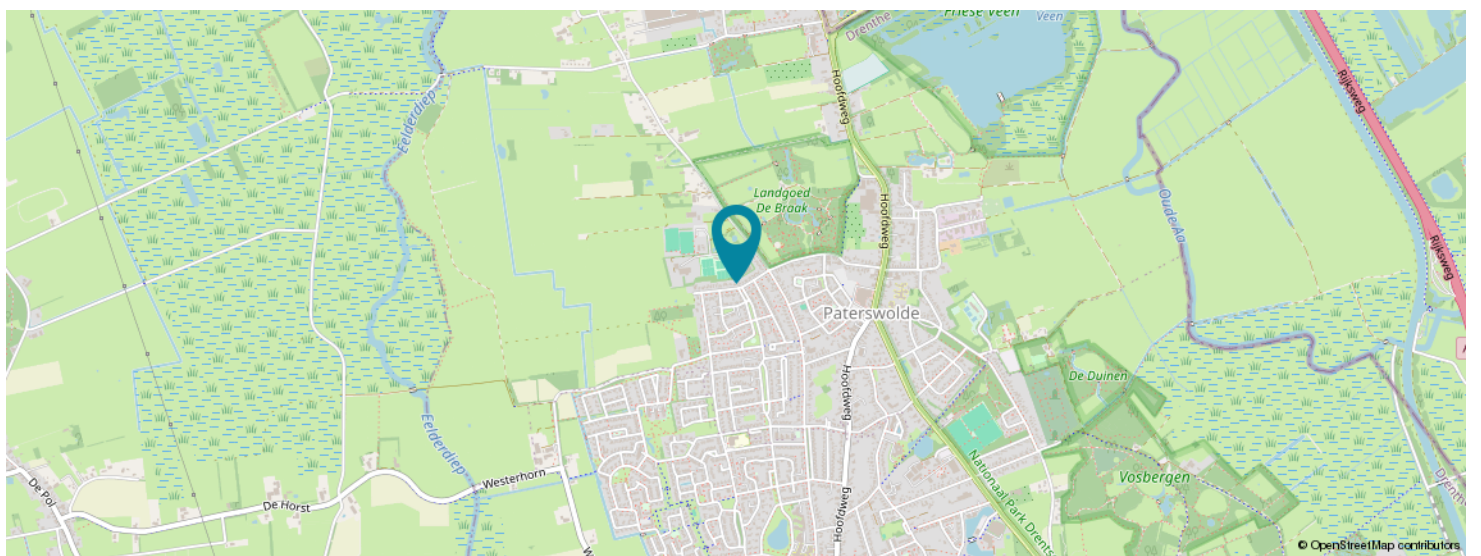 Friese Veen
Veen
Drenthe
Hoofdweg
Rijksweg
Eelderdiep
Landgoed
De Braak
Hoofdweg
Oude Aa
Rijksweg
Paterswolde
De Duinen
Hoofdweg
Eelderdiep
Nationaal Park Drents
Vosbergen
Westerhorn
De Pol
De Horst
Hoofdweg
Drenthe
© OpenStreetMap contributors